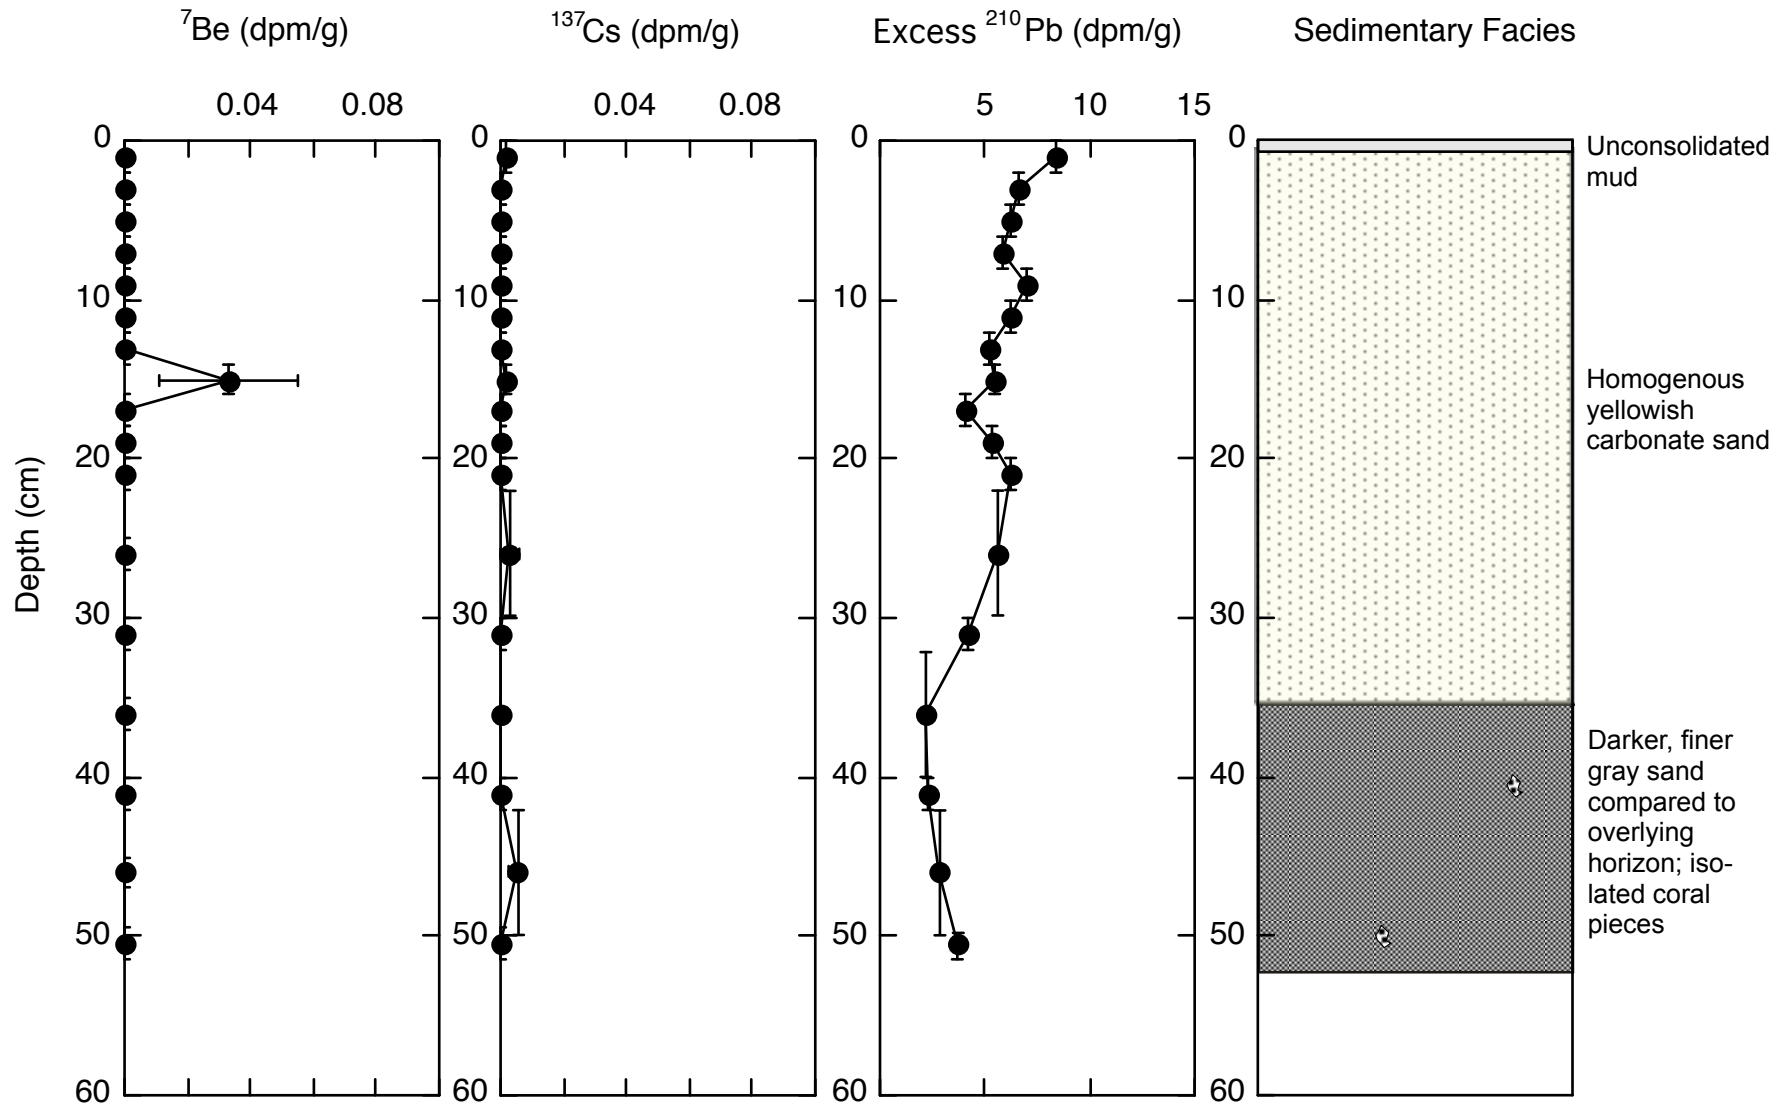 ⁷Be (dpm/g)
¹³⁷Cs (dpm/g)
Excess ²¹⁰Pb (dpm/g)
Sedimentary Facies
0.04 0.08
0.04 0.08
5 10 15
0 0 0 0
10 10 10 10
20 20 20 20
30 30 30 30
40 40 40 40
50 50 50 50
60 60 60 60
Depth (cm)
Unconsolidated
mud
Homogenous
yellowish
carbonate sand
Darker, finer
gray sand
compared to
overlying
horizon; iso-
lated coral
pieces